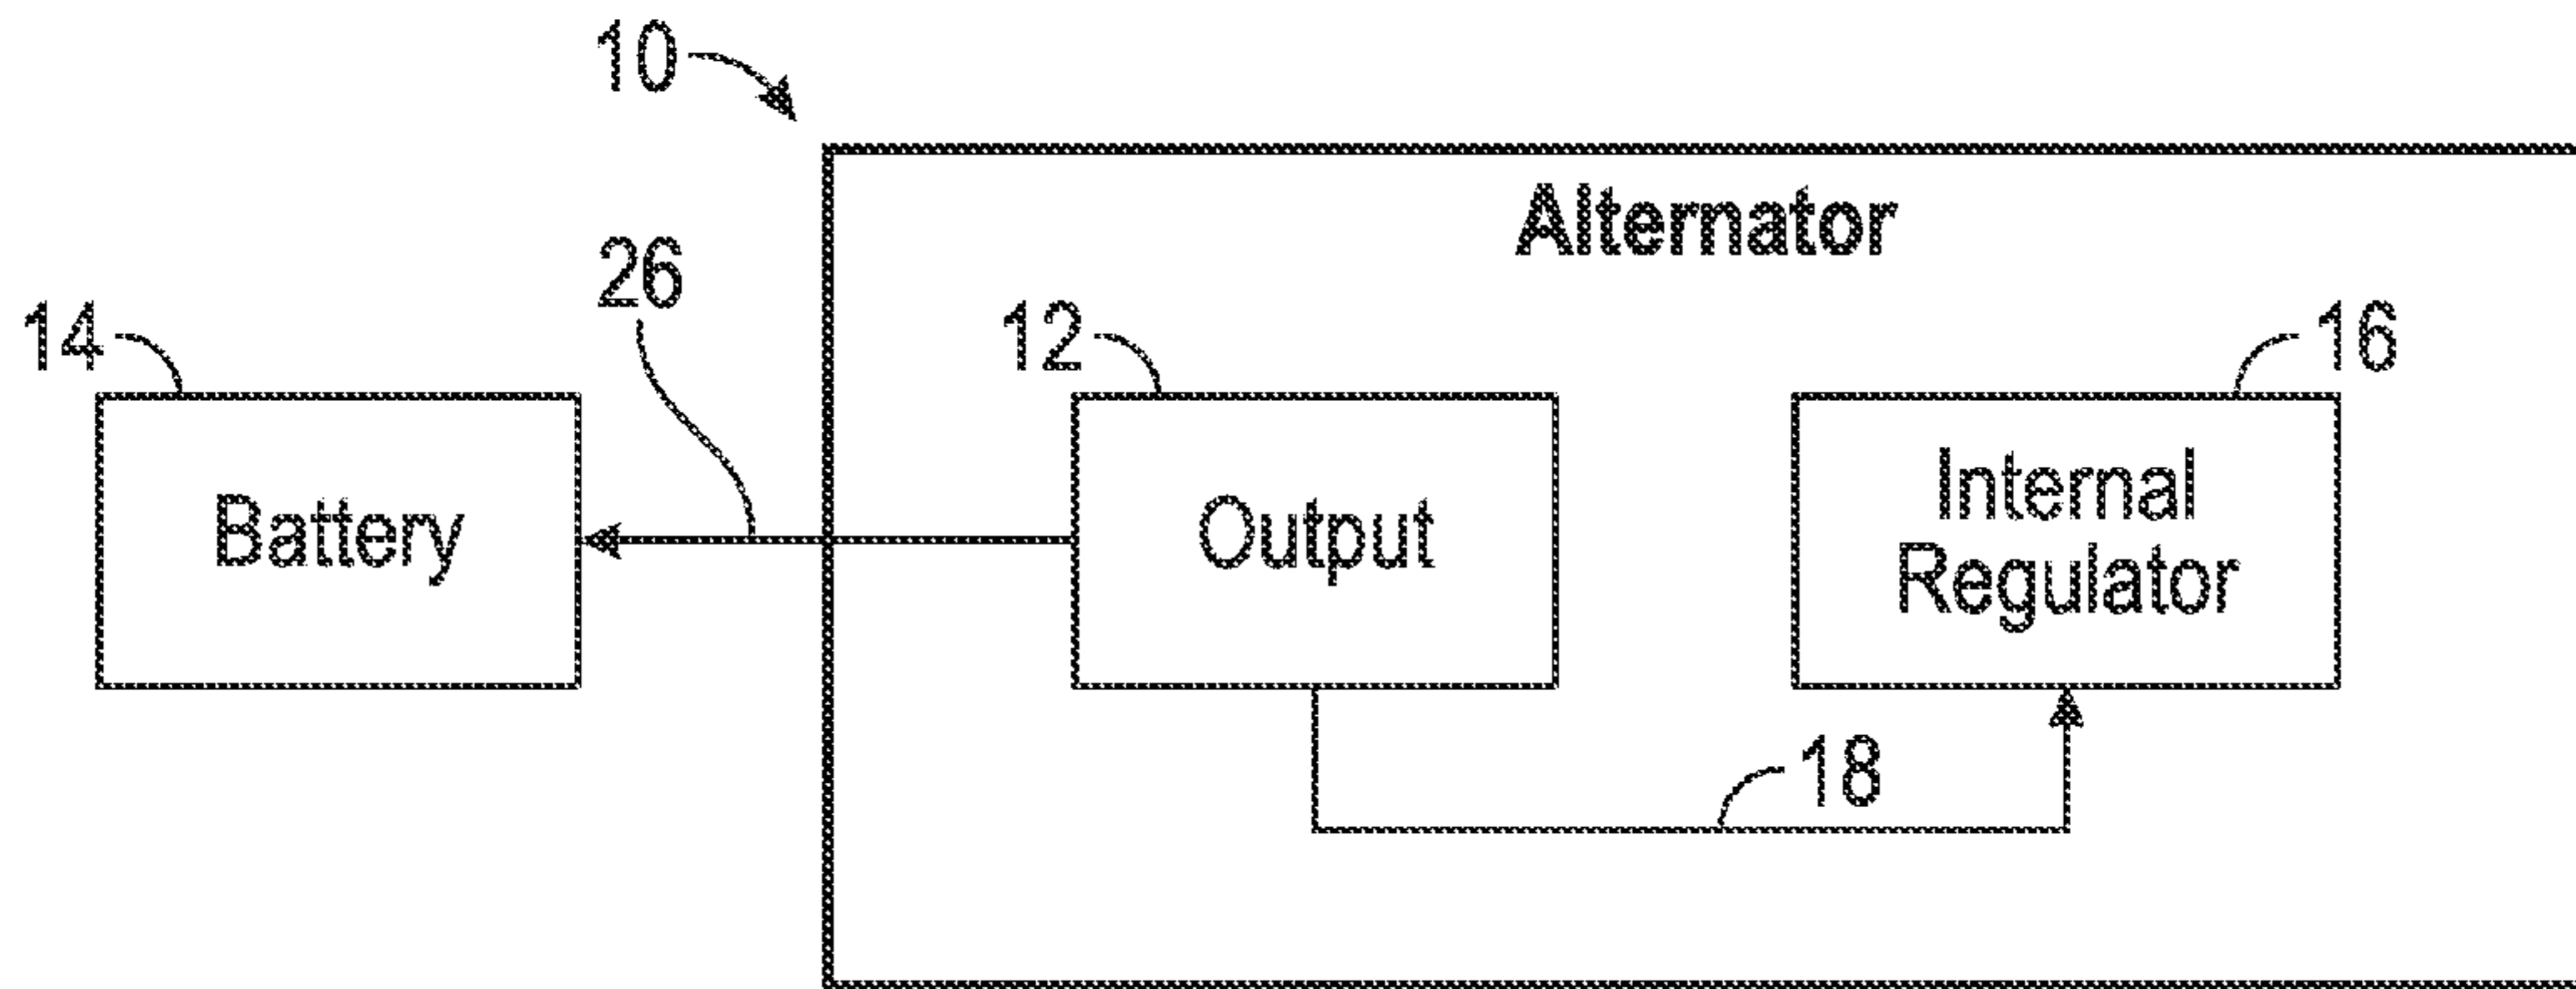 10
Alternator
26
14
12
16
Battery
Output
Internal
Regulator
18